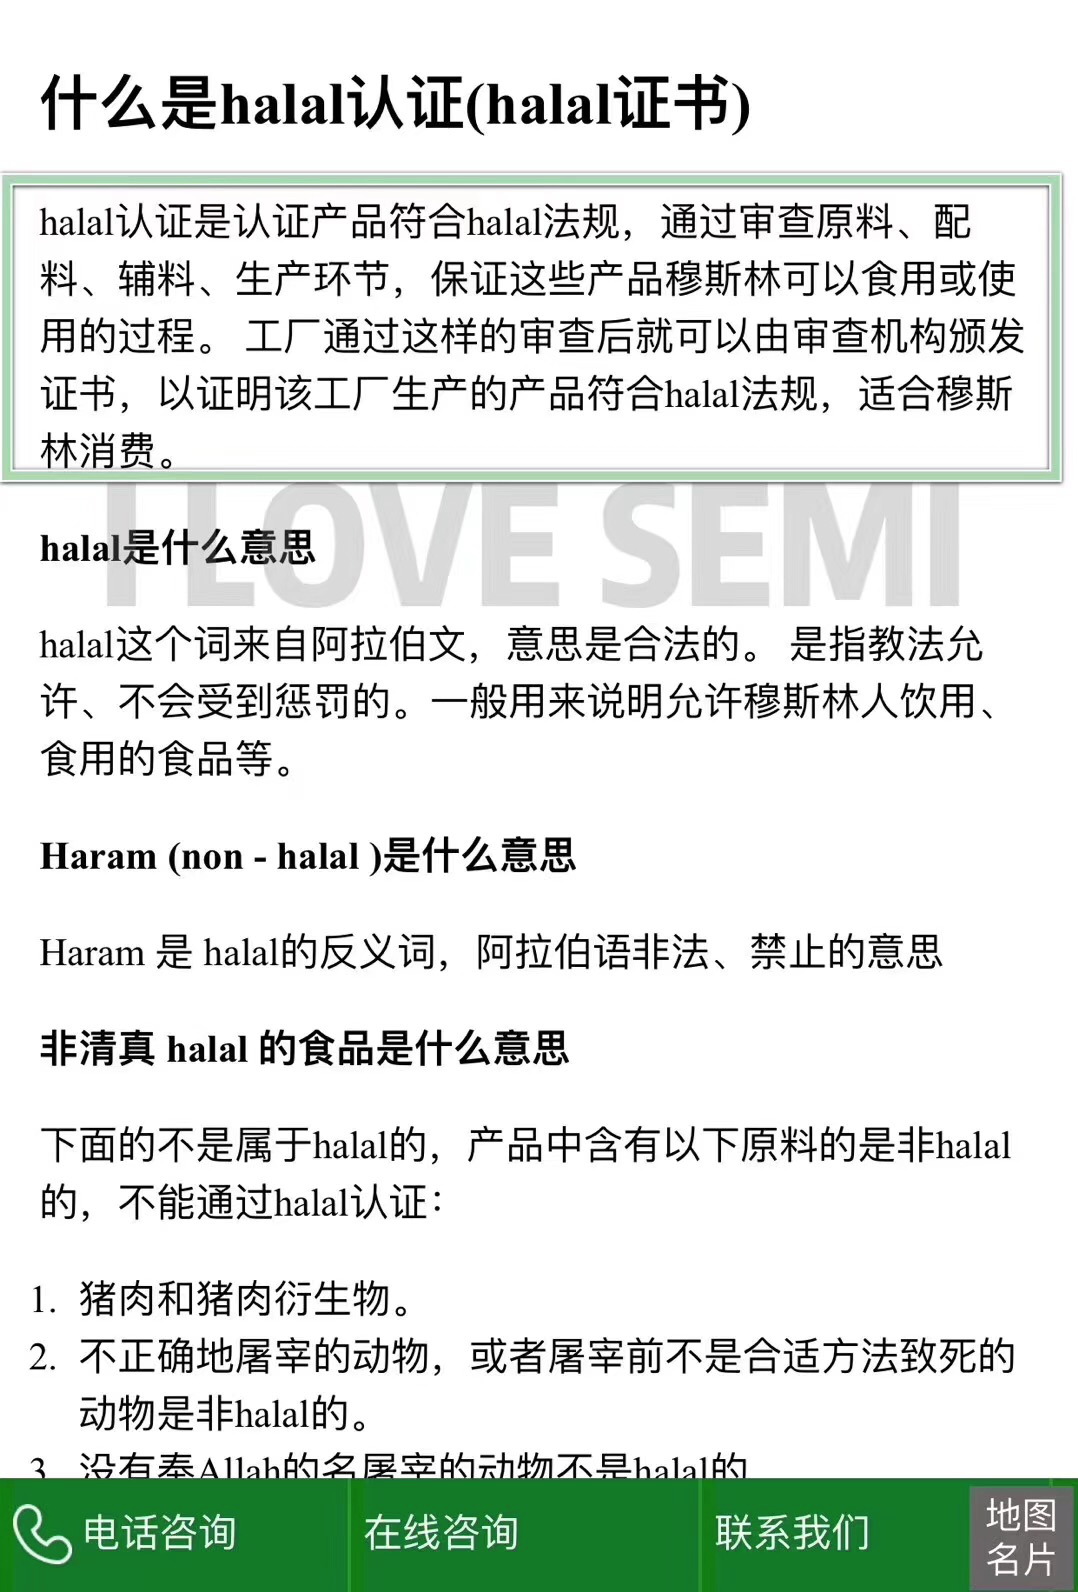 什么是halal认证(halal证书)
halal认证是认证产品符合halal法规，通过审查原料、配
料、辅料、生产环节，保证这些产品穆斯林可以食用或使
用的过程。 工厂通过这样的审查后就可以由审查机构颁发
证书，以证明该工厂生产的产品符合halal法规，适合穆斯
林消费。
I LOVE SEMI
halal是什么意思
halal这个词来自阿拉伯文，意思是合法的。 是指教法允
许、不会受到惩罚的。一般用来说明允许穆斯林人饮用、
食用的食品等。
Haram (non - halal )是什么意思
Haram 是 halal的反义词，阿拉伯语非法、禁止的意思
非清真 halal 的食品是什么意思
下面的不是属于halal的，产品中含有以下原料的是非halal
的，不能通过halal认证：
1. 猪肉和猪肉衍生物。
2. 不正确地屠宰的动物，或者屠宰前不是合适方法致死的
动物是非halal的。
3. 没有奉Allah的名屠宰的动物不是halal的
电话咨询 在线咨询 联系我们 地图
名片